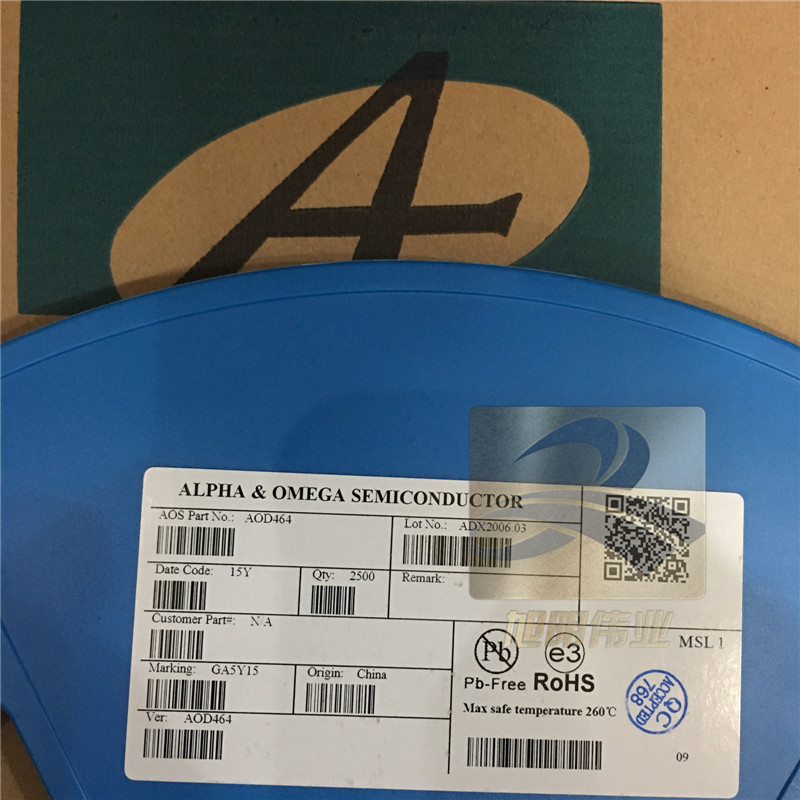 A
ALPHA & OMEGA SEMICONDUCTOR
AOS Part No.: AOD464
Lot No.: ADX2006.03
Date Code: 15Y
Qty: 2500
Remark:
Customer Part#: N/A
Marking: GA5Y15
Origin: China
Ver: AOD464
Pb
e3
MSL 1
Pb-Free RoHS
Max safe temperature 260℃
QC
ACCEPTED
768
09
旭阳伟业